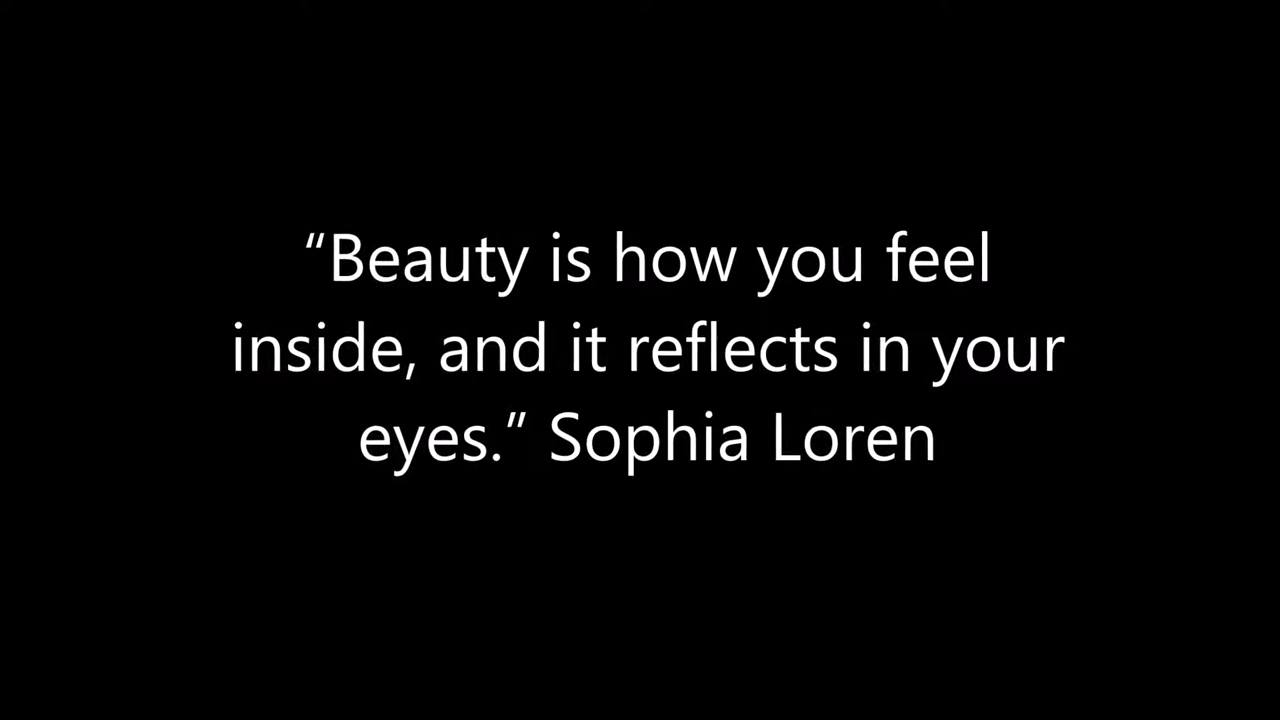 “Beauty is how you feel
inside, and it reflects in your
eyes.” Sophia Loren